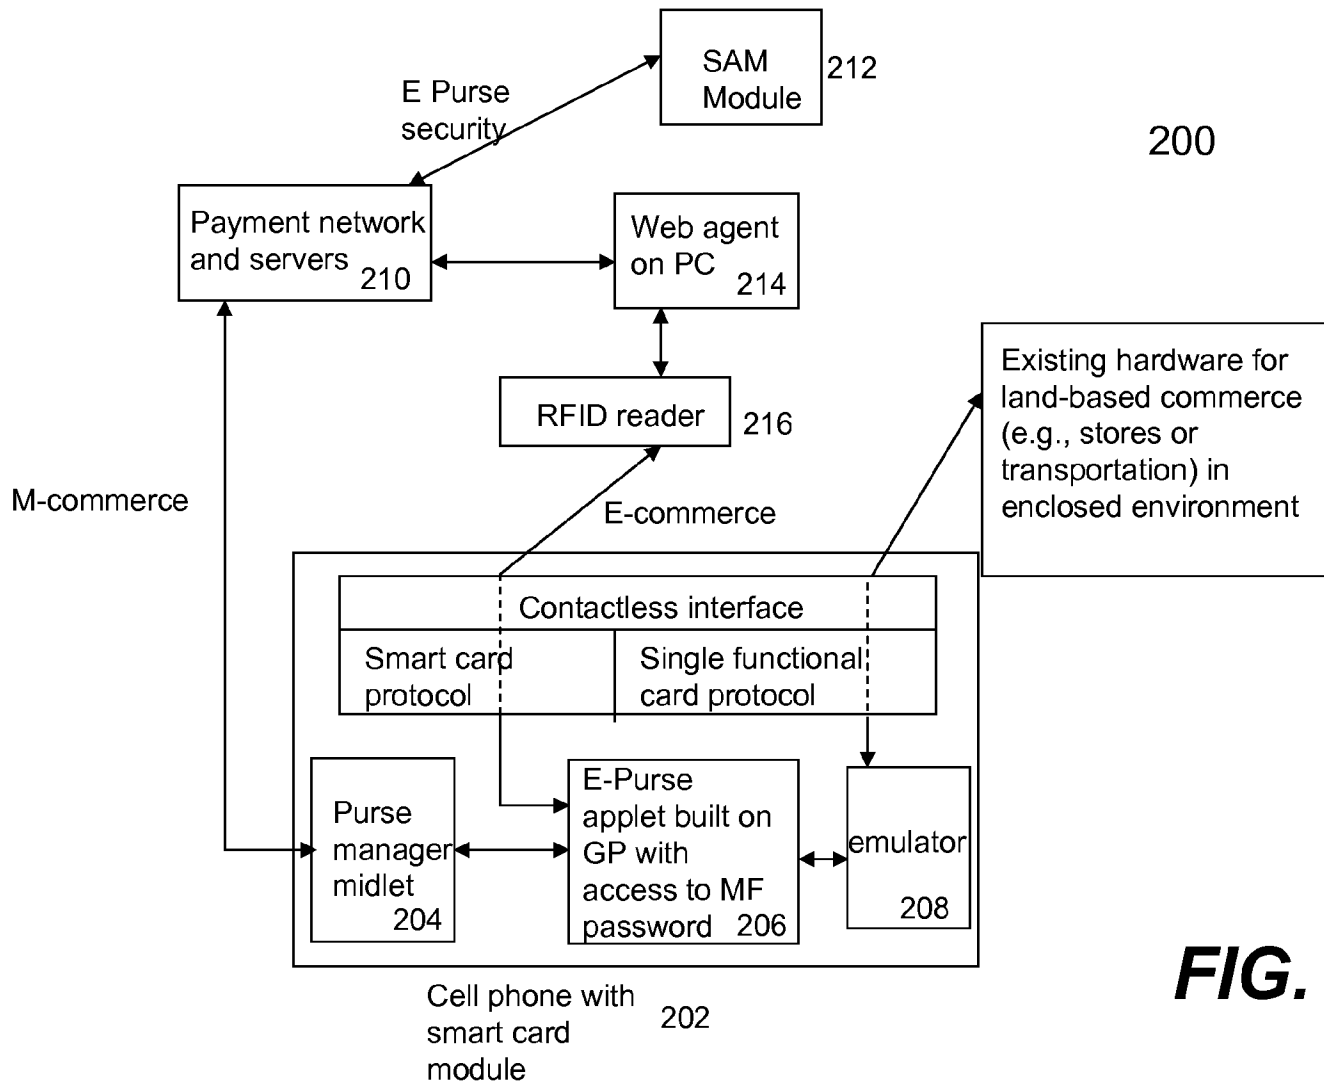 SAM
Module
212
E Purse
security
200
Payment network
and servers
210
Web agent
on PC
214
Existing hardware for
land-based commerce
(e.g., stores or
transportation) in
enclosed environment
RFID reader
216
M-commerce
E-commerce
Contactless interface
Smart card
protocol
Single functional
card protocol
Purse
manager
midlet
204
E-Purse
applet built on
GP with
access to MF
password
206
emulator
208
FIG.
Cell phone with
smart card
module
202